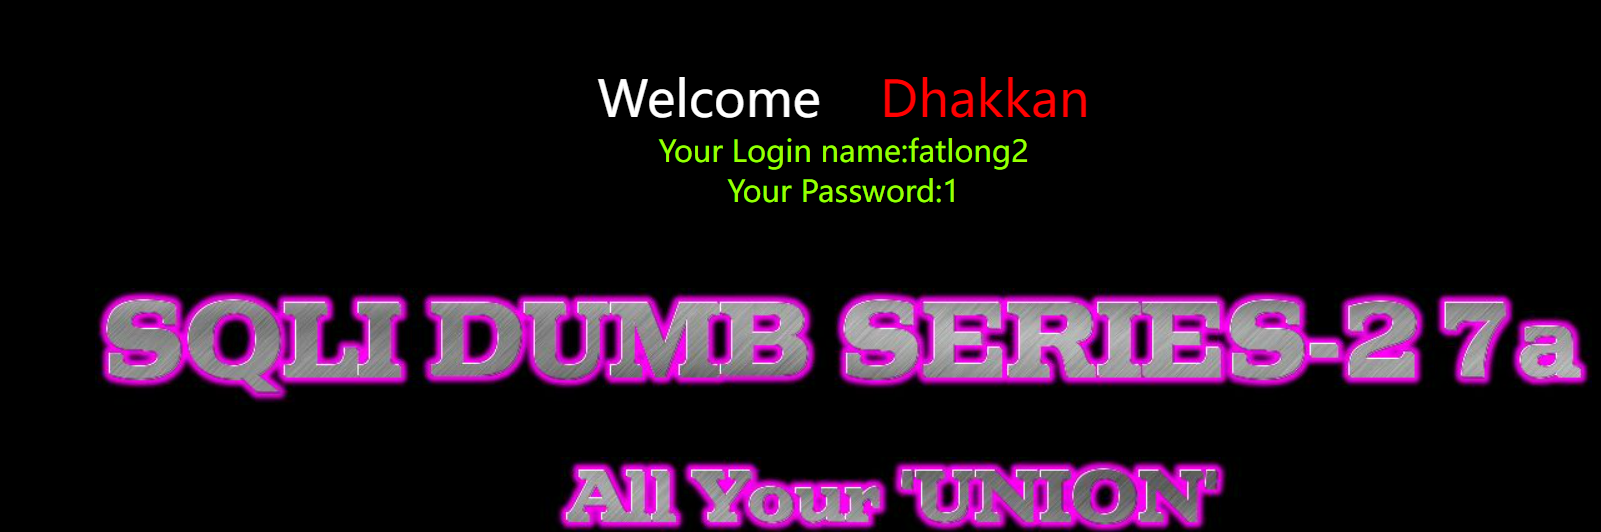 Welcome Dhakkan
Your Login name:fatlong2
Your Password:1
SQLI DUMB SERIES-27a
All Your 'UNION'